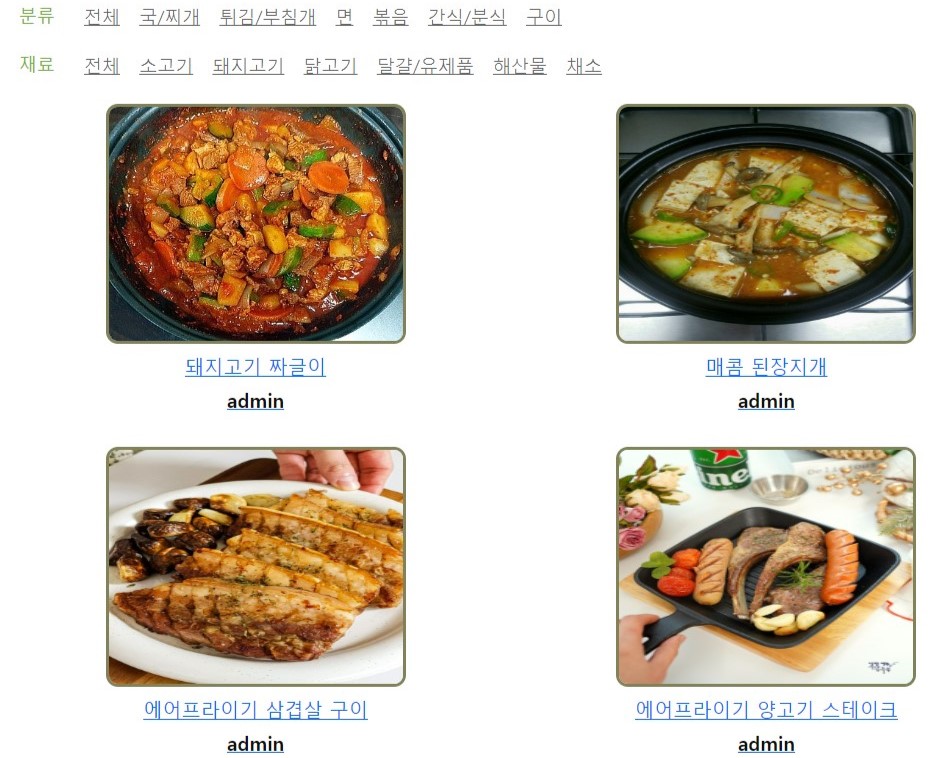 분류 전체 국/찌개 튀김/부침개 면 볶음 간식/분식 구이
재료 전체 소고기 돼지고기 닭고기 달걀/유제품 해산물 채소
돼지고기 짜글이 매콤 된장지개
admin admin
ine
에어프라이기 삼겹살 구이 에어프라이기 양고기 스테이크
admin admin